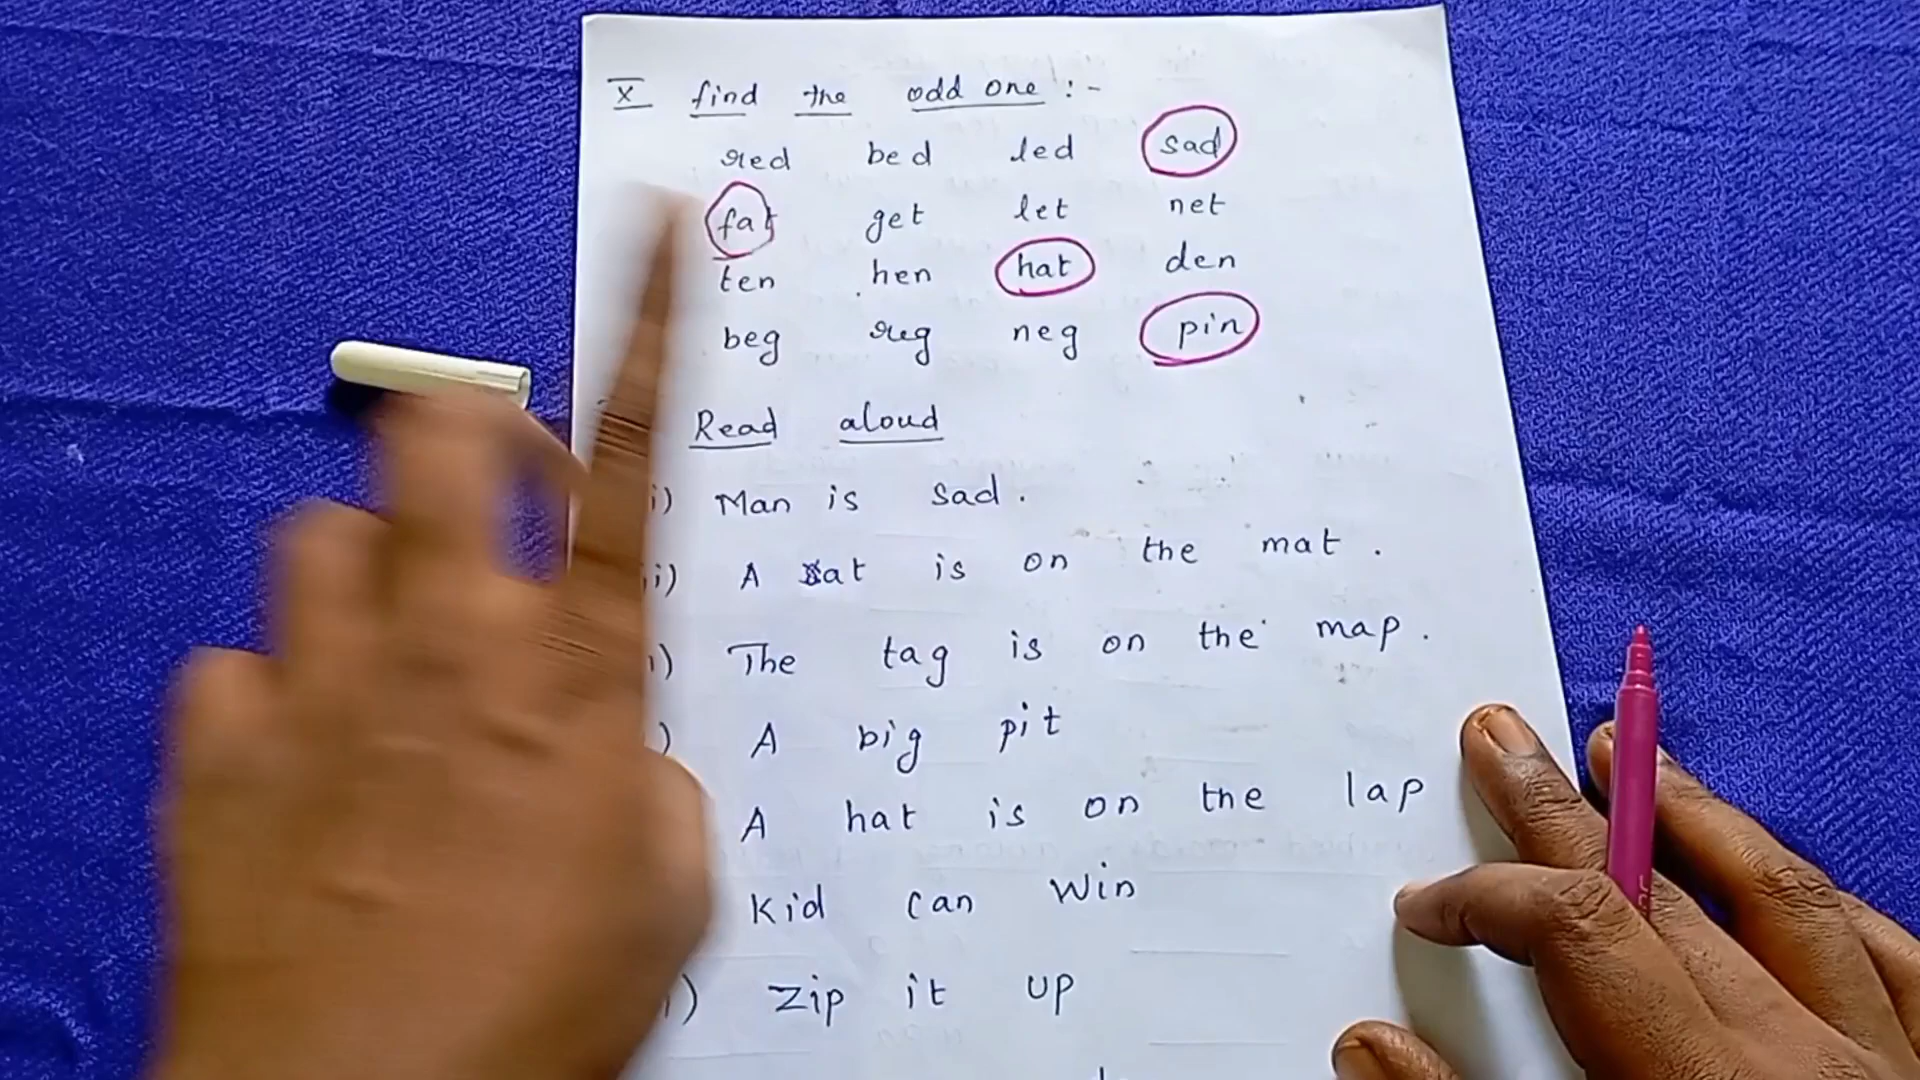 X find the odd one :-
red bed led sad
fat get let net
ten hen hat den
beg reg neg pin
Read aloud
i) Man is sad.
ii) A rat is on the mat.
i) The tag is on the map.
) A big pit
A hat is on the lap
Kid can win
i) Zip it up